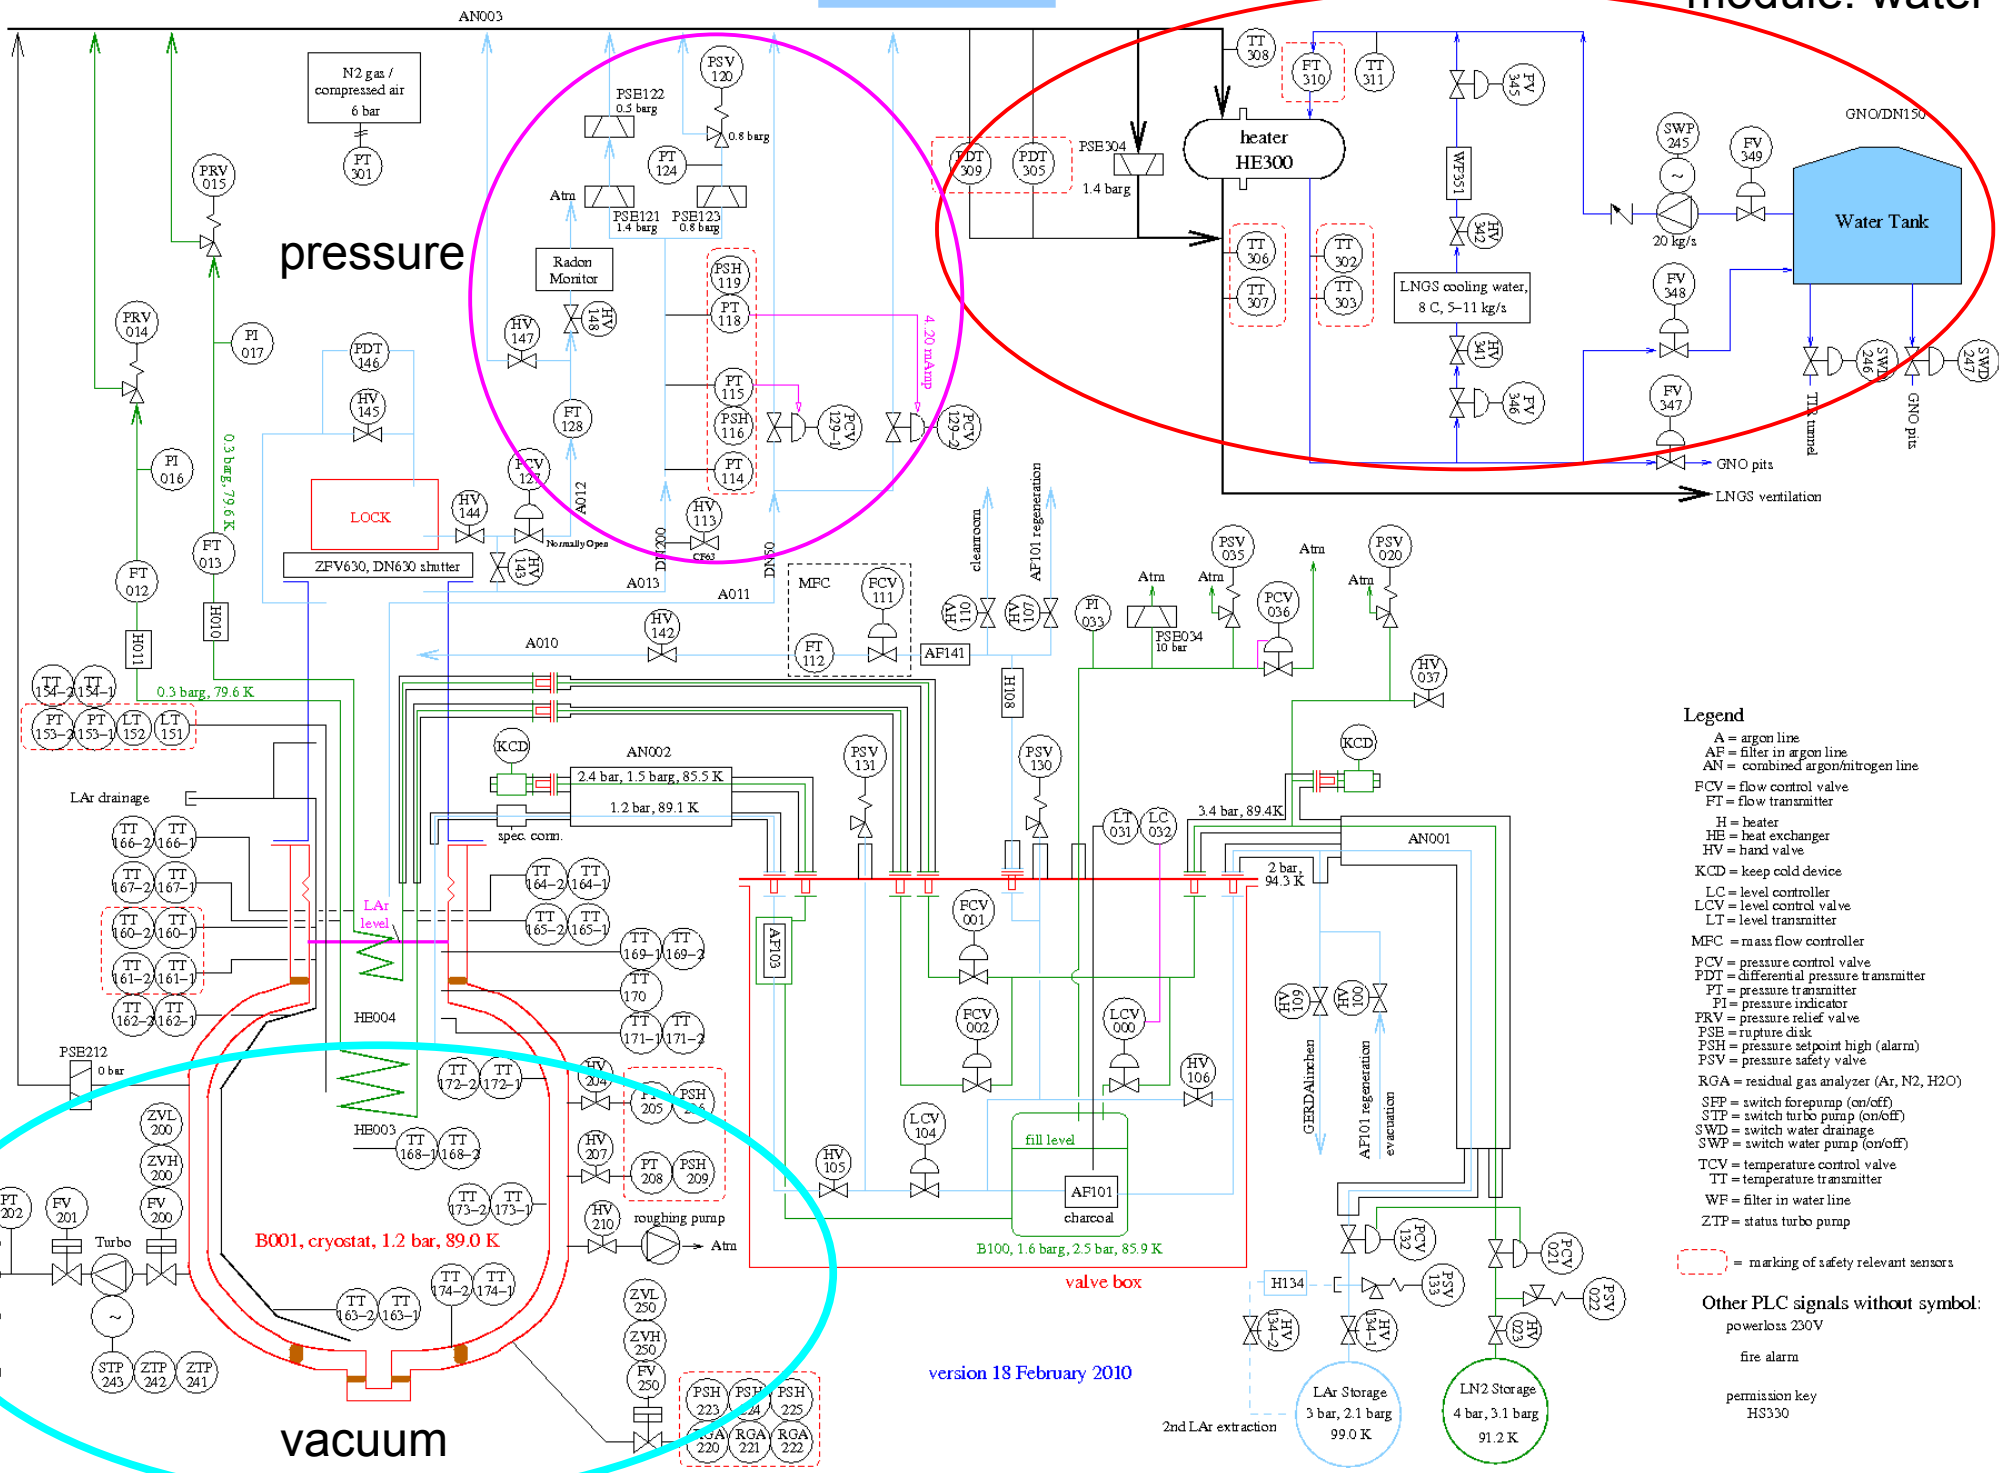 module: water
AN003
N2 gas /
compressed air
6 bar
PT
301
PRV
015
PRV
014
PI
017
PI
016
pressure
PSE122
0.5 barg
PSV
120
0.8 barg
PT
124
Atm
PSE121
1.4 barg
PSE123
0.8 barg
Radon
Monitor
HV
148
HV
147
PSH
119
PT
118
PT
115
PSH
116
PT
114
4..20 mAmp
PCV
129-1
PCV
129-2
FT
128
PCV
127
Normally Open
A012
HV
113
CF63
DN200
DN50
PDT
146
HV
145
LOCK
HV
144
HV
143
ZFV630, DN630 shutter
A013
A011
0.3 barg, 79.6 K
FT
013
FT
012
H010
H011
0.3 barg, 79.6 K
TT
308
FT
310
TT
311
heater
HE300
PDT
309
PDT
305
PSE304
1.4 barg
TT
306
TT
307
TT
302
TT
303
FV
345
WF351
HV
342
LNGS cooling water,
8 C, 5-11 kg/s
HV
341
FV
346
SWP
245
~
20 kg/s
FV
349
GNO/DN150
Water Tank
FV
348
FV
347
SWD
246
SWD
247
TIR tunnel
GNO pits
GNO pits
LNGS ventilation
MFC
FCV
111
FT
112
AF141
HV
142
A010
cleanroom
AF101 regeneration
HV
110
HV
107
H108
PI
033
Atm
PSE034
10 bar
Atm
PSV
035
PCV
036
Atm
Atm
PSV
020
HV
037
TT
154-2
TT
154-1
PT
153-2
PT
153-1
LT
152
LT
151
LAr drainage
KCD
AN002
2.4 bar, 1.5 barg, 85.5 K
1.2 bar, 89.1 K
spec. conn.
PSV
131
PSV
130
LT
031
LC
032
3.4 bar, 89.4K
KCD
AN001
2 bar,
94.3 K
TT
166-2
TT
166-1
TT
167-2
TT
167-1
TT
160-2
TT
160-1
TT
161-2
TT
161-1
TT
162-2
TT
162-1
LAr
level
TT
164-2
TT
164-1
TT
165-2
TT
165-1
TT
169-1
TT
169-2
TT
170
TT
171-1
TT
171-2
HE004
HE003
TT
172-2
TT
172-1
TT
168-1
TT
168-2
TT
173-2
TT
173-1
TT
174-2
TT
174-1
TT
163-2
TT
163-1
B001, cryostat, 1.2 bar, 89.0 K
PSE212
0 bar
ZVL
200
ZVH
200
FV
200
PT
202
FV
201
Turbo
~
STP
243
ZTP
242
ZTP
241
HV
204
PT
205
PSH
206
HV
207
PT
208
PSH
209
HV
210
roughing pump
Atm
ZVL
250
ZVH
250
FV
250
PSH
223
PSH
224
PSH
225
RGA
220
RGA
221
RGA
222
vacuum
AF103
FCV
001
FCV
002
LCV
000
HV
106
LCV
104
HV
105
fill level
AF101
charcoal
B100, 1.6 barg, 2.5 bar, 85.9 K
valve box
HV
109
HV
100
GERDAlinchen
AF101 regeneration
evacuation
PCV
132
PSV
133
H134
HV
134-2
HV
134-1
PCV
021
PSV
022
HV
023
LAr Storage
3 bar, 2.1 barg
99.0 K
LN2 Storage
4 bar, 3.1 barg
91.2 K
2nd LAr extraction
version 18 February 2010
Legend
A = argon line
AF = filter in argon line
AN = combined argon/nitrogen line
FCV = flow control valve
FT = flow transmitter
H = heater
HE = heat exchanger
HV = hand valve
KCD = keep cold device
LC = level controller
LCV = level control valve
LT = level transmitter
MFC = mass flow controller
PCV = pressure control valve
PDT = differential pressure transmitter
PT = pressure transmitter
PI = pressure indicator
PRV = pressure relief valve
PSE = rupture disk
PSH = pressure setpoint high (alarm)
PSV = pressure safety valve
RGA = residual gas analyzer (Ar, N2, H2O)
SFP = switch forepump (on/off)
STP = switch turbo pump (on/off)
SWD = switch water drainage
SWP = switch water pump (on/off)
TCV = temperature control valve
TT = temperature transmitter
WF = filter in water line
ZTP = status turbo pump
= marking of safety relevant sensors
Other PLC signals without symbol:
powerloss 230V
fire alarm
permission key
HS330